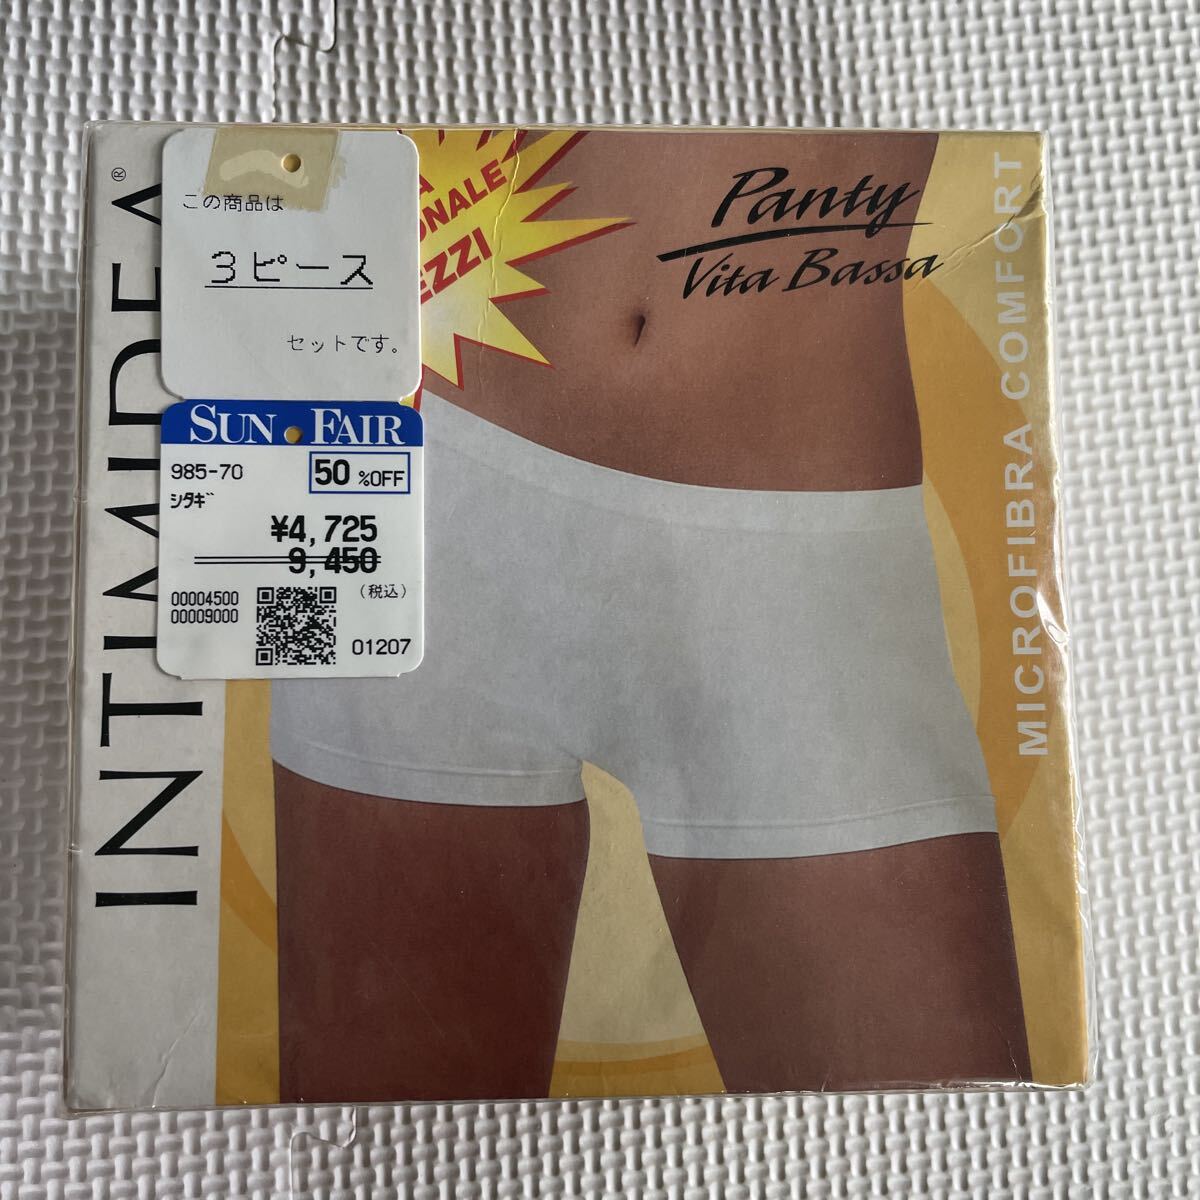 INTIMIDEA®
この商品は
3ピース
セットです。
SUN FAIR
985-70
50 %OFF
シタギ
¥4,725
9,450
(税込)
00004500
00009000
01207
Panty
Vita Bassa
MICROFIBRA COMFORT